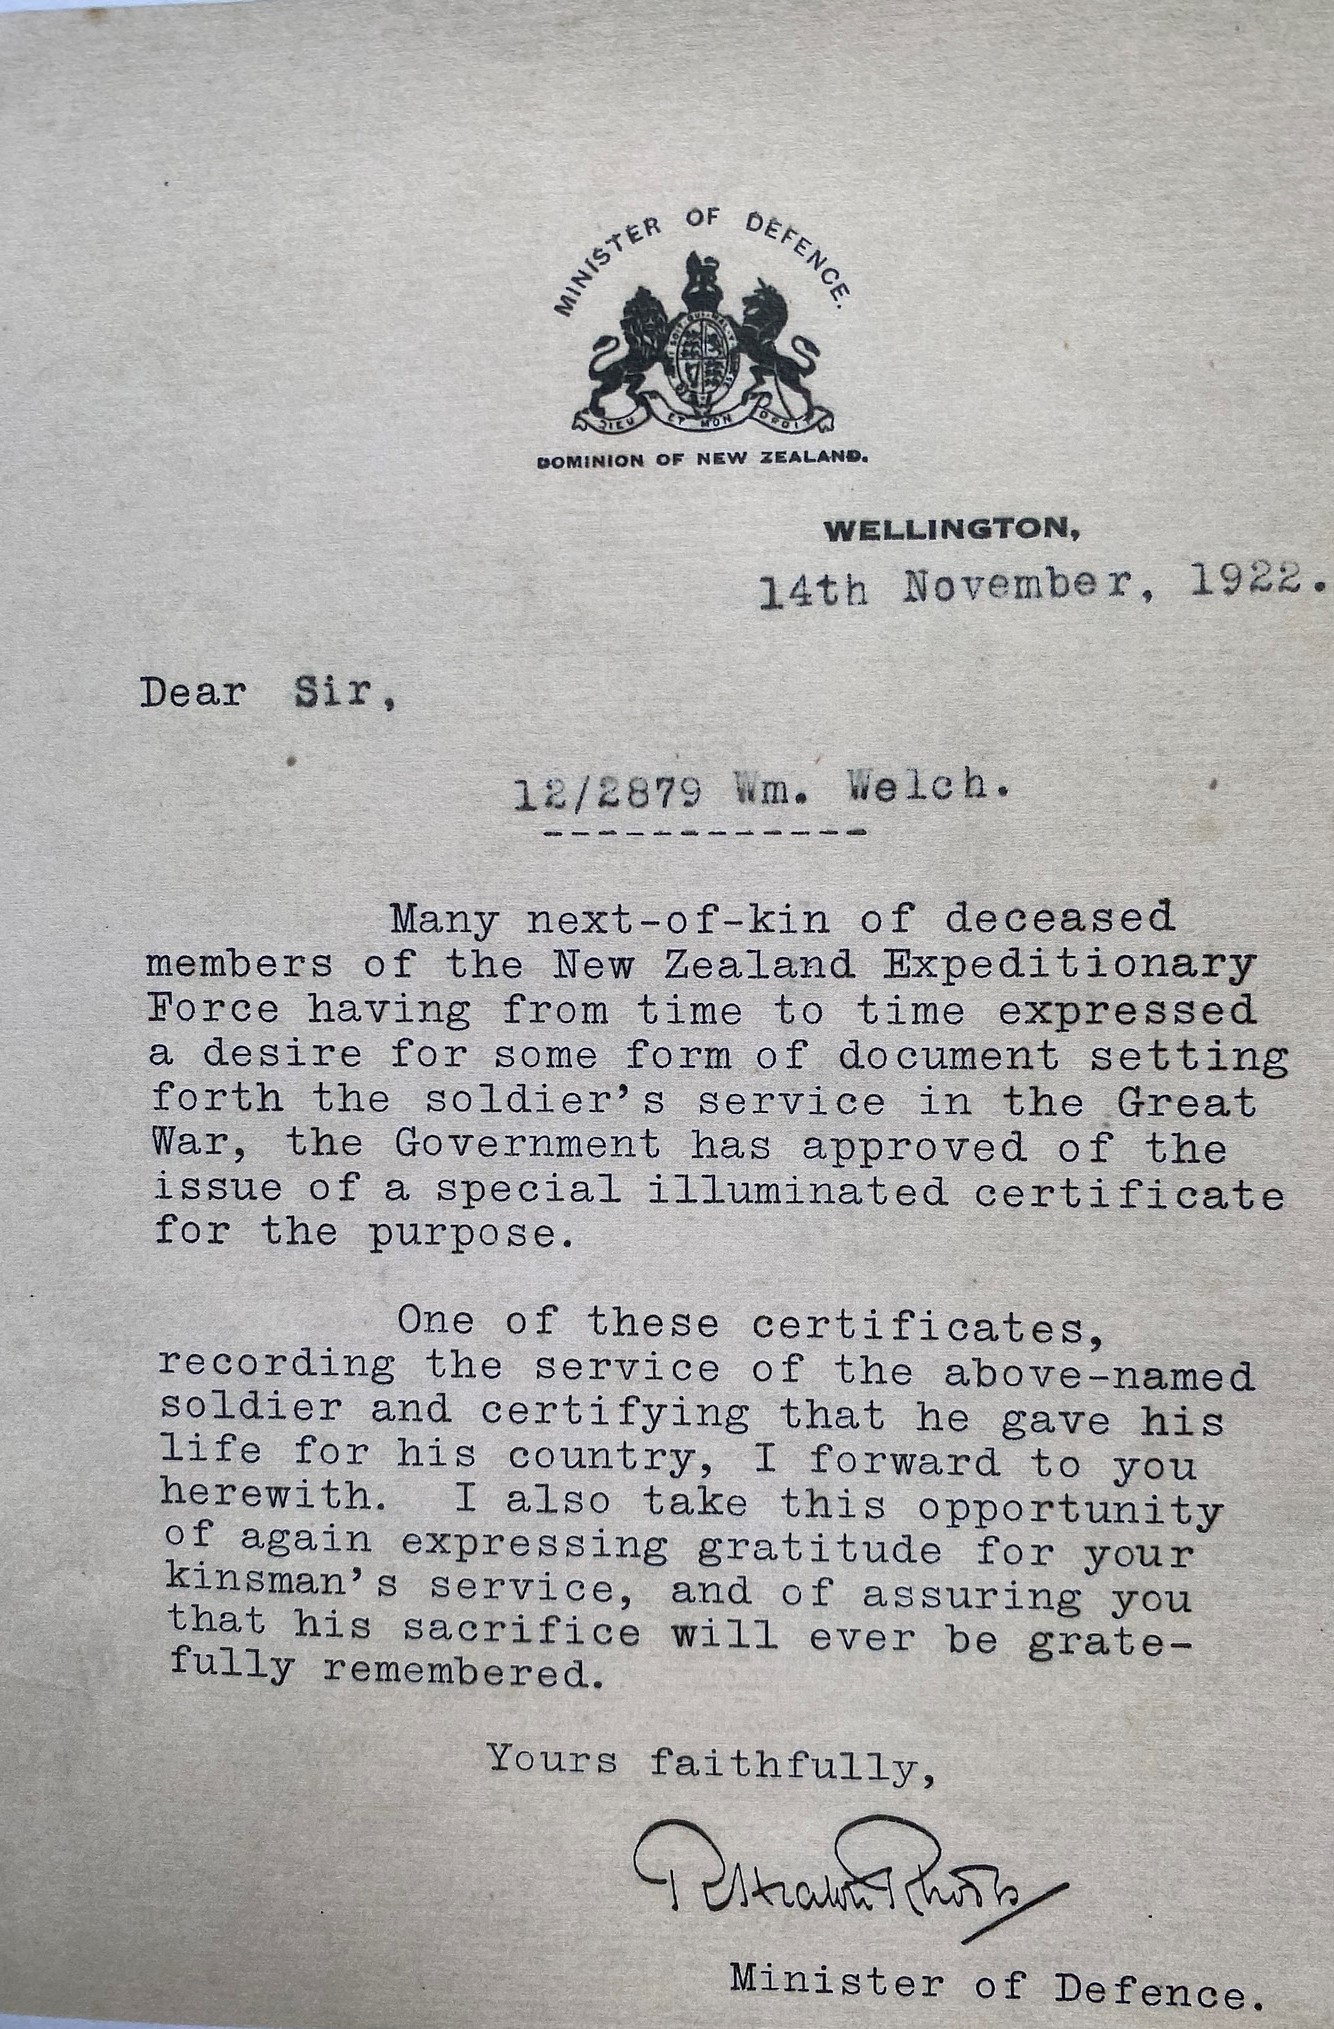 MINISTER OF DEFENCE.
DIEU ET MON DROIT
DOMINION OF NEW ZEALAND.
WELLINGTON,
14th November, 1922.
Dear Sir,
12/2879 Wm. Welch.
Many next-of-kin of deceased
members of the New Zealand Expeditionary
Force having from time to time expressed
a desire for some form of document setting
forth the soldier's service in the Great
War, the Government has approved of the
issue of a special illuminated certificate
for the purpose.
One of these certificates,
recording the service of the above-named
soldier and certifying that he gave his
life for his country, I forward to you
herewith. I also take this opportunity
of again expressing gratitude for your
kinsman's service, and of assuring you
that his sacrifice will ever be grate-
fully remembered.
Yours faithfully,
Minister of Defence.